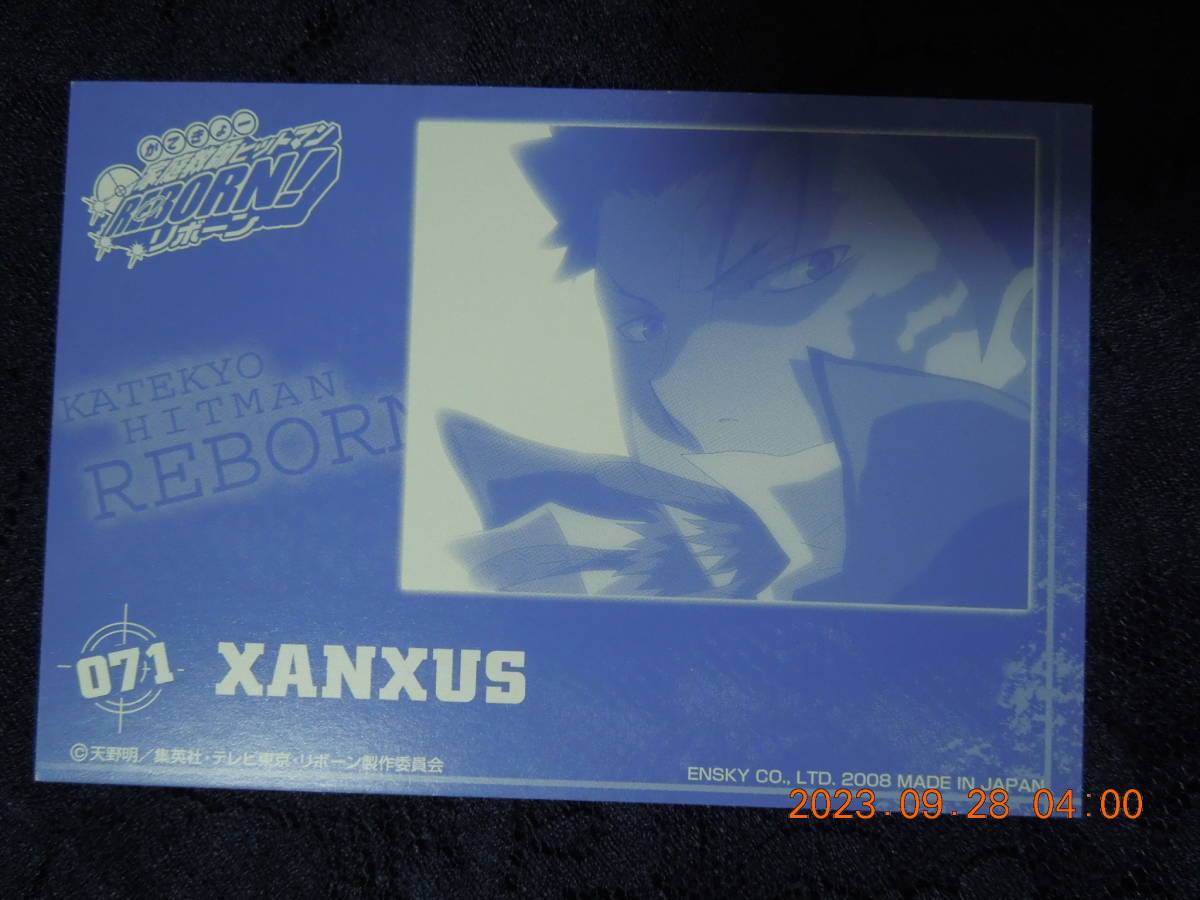 かてきょー
家庭教師ヒットマン
REBORN!
リボーン
KATEKYO
HITMAN
REBORN
071
XANXUS
©天野明／集英社・テレビ東京・リボーン製作委員会
ENSKY CO., LTD. 2008 MADE IN JAPAN
2023.09.28 04:00